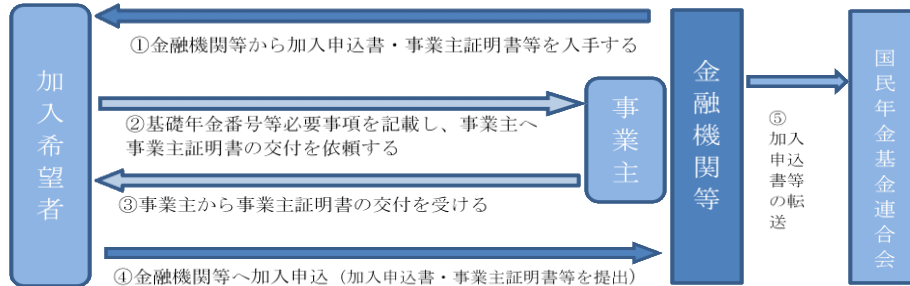 加入希望者
①金融機関等から加入申込書・事業主証明書等を入手する
②基礎年金番号等必要事項を記載し、事業主へ
事業主証明書の交付を依頼する
③事業主から事業主証明書の交付を受ける
④金融機関等へ加入申込（加入申込書・事業主証明書等を提出）
事業主
金融機関等
⑤
加入
申込
書等
の転
送
国民年金基金連合会